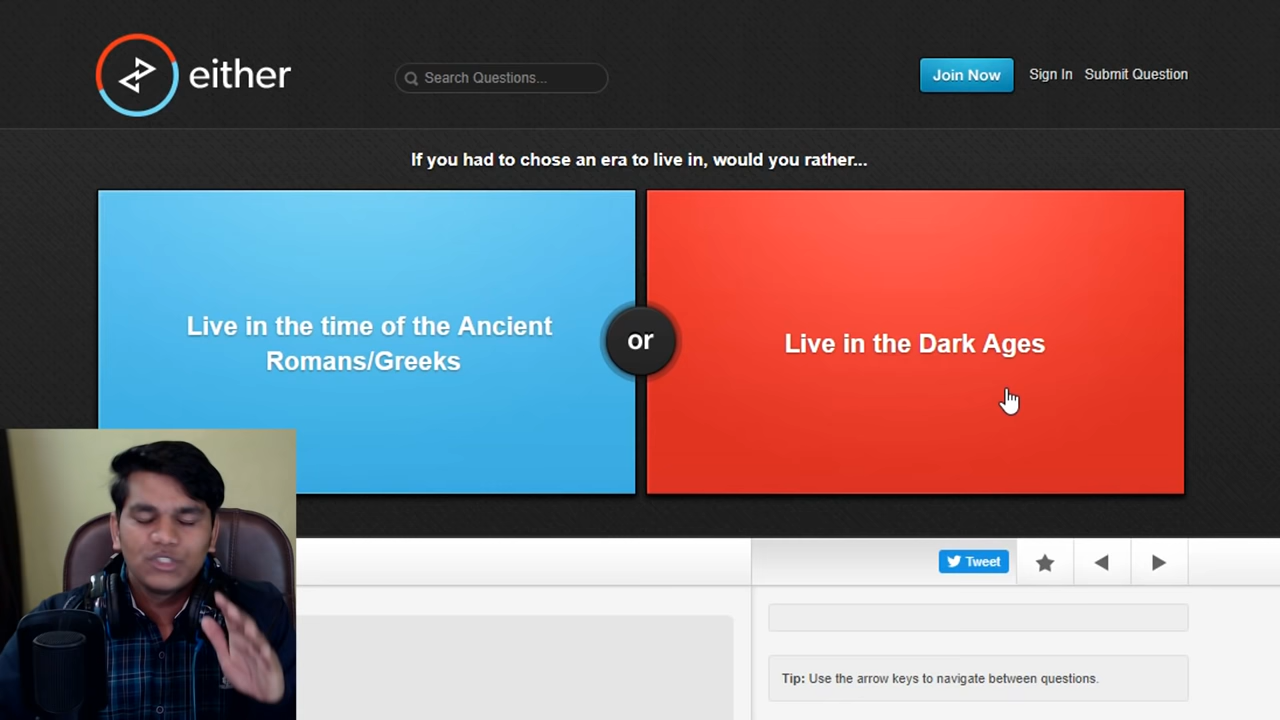 either
Search Questions...
Join Now
Sign In
Submit Question
If you had to chose an era to live in, would you rather...
Live in the time of the Ancient
Romans/Greeks
or
Live in the Dark Ages
Tweet
Tip: Use the arrow keys to navigate between questions.